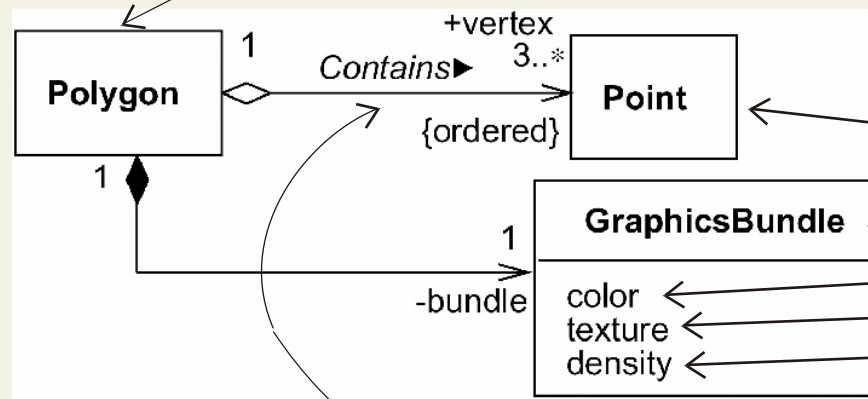 +vertex
1
3..*
Contains▶
Polygon
Point
{ordered}
1
GraphicsBundle
1
-bundle
color
texture
density